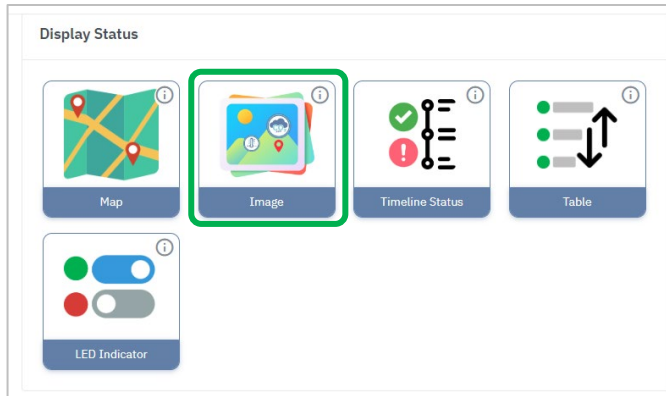 Display Status
Map
Image
Timeline Status
Table
LED Indicator